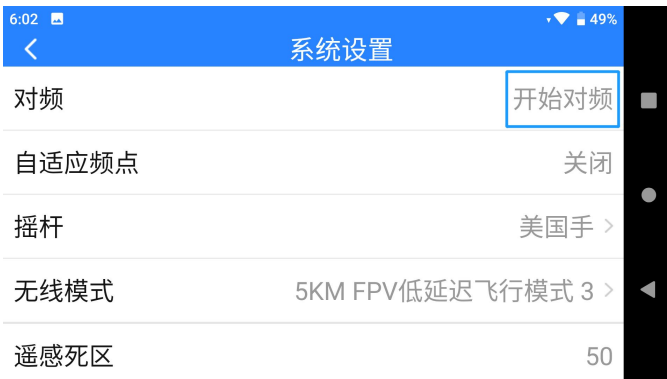 6:02 49%
系统设置
对频 开始对频
自适应频点 关闭
摇杆 美国手
无线模式 5KM FPV低延迟飞行模式 3
遥感死区 50